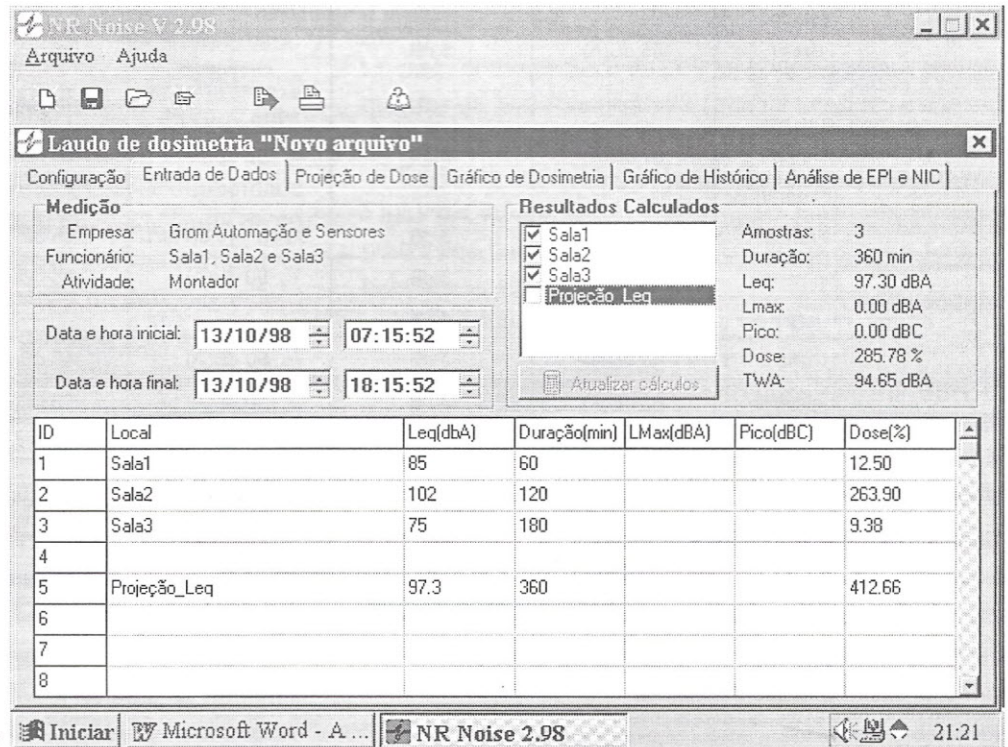 NR Noise V 2.98
Arquivo Ajuda
Laudo de dosimetria "Novo arquivo"
Configuração Entrada de Dados Projeção de Dose Gráfico de Dosimetria Gráfico de Histórico Análise de EPI e NIC
Medição
Empresa: Grom Automação e Sensores
Funcionário: Sala1, Sala2 e Sala3
Atividade: Montador
Data e hora inicial: 13/10/98 07:15:52
Data e hora final: 13/10/98 18:15:52
Resultados Calculados
Sala1
Sala2
Sala3
Projeção_Leq
Atualizar cálculos
Amostras: 3
Duração: 360 min
Leq: 97.30 dBA
Lmax: 0.00 dBA
Pico: 0.00 dBC
Dose: 285.78 %
TWA: 94.65 dBA
ID Local Leq(dbA) Duração(min) LMax(dBA) Pico(dBC) Dose(%)
1 Sala1 85 60 12.50
2 Sala2 102 120 263.90
3 Sala3 75 180 9.38
4
5 Projeção_Leq 97.3 360 412.66
6
7
8
Iniciar Microsoft Word - A ... NR Noise 2.98 21:21